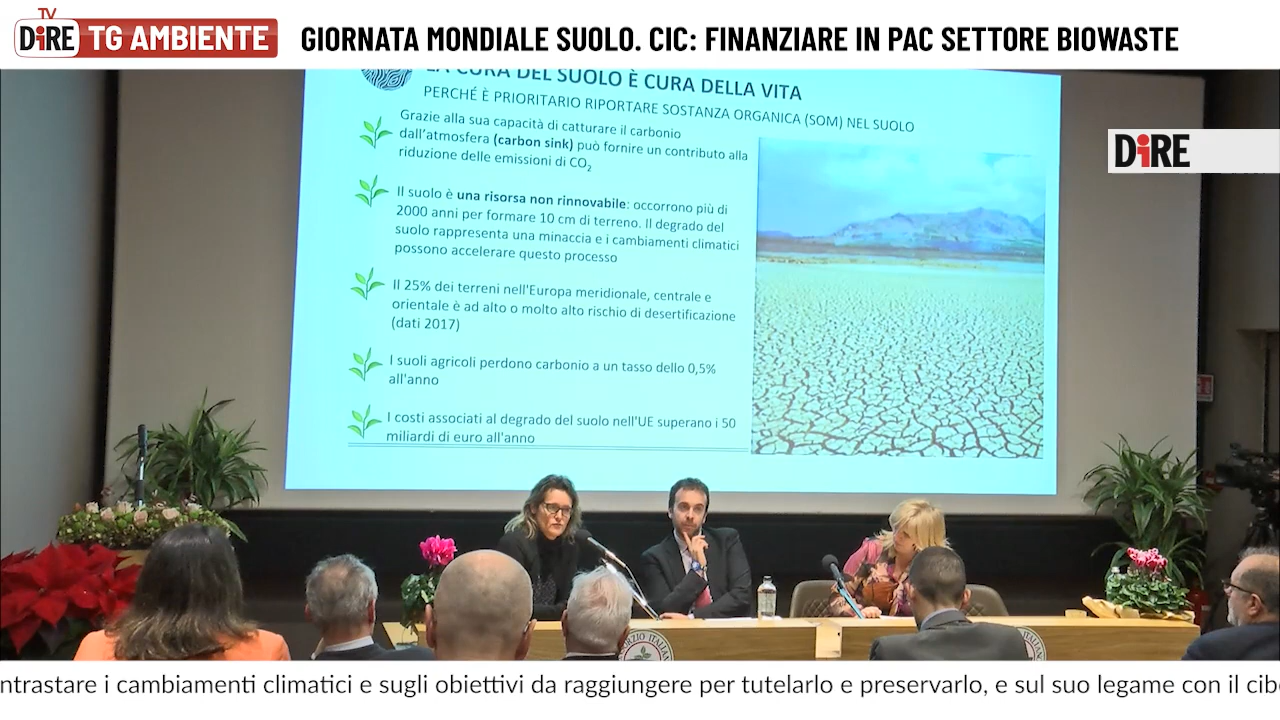 TV
DiRE TG AMBIENTE
GIORNATA MONDIALE SUOLO. CIC: FINANZIARE IN PAC SETTORE BIOWASTE
LA CURA DEL SUOLO È CURA DELLA VITA
PERCHÉ È PRIORITARIO RIPORTARE SOSTANZA ORGANICA (SOM) NEL SUOLO
Grazie alla sua capacità di catturare il carbonio
dall'atmosfera (carbon sink) può fornire un contributo alla
riduzione delle emissioni di CO₂
Il suolo è una risorsa non rinnovabile: occorrono più di
2000 anni per formare 10 cm di terreno. Il degrado del
suolo rappresenta una minaccia e i cambiamenti climatici
possono accelerare questo processo
Il 25% dei terreni nell'Europa meridionale, centrale e
orientale è ad alto o molto alto rischio di desertificazione
(dati 2017)
I suoli agricoli perdono carbonio a un tasso dello 0,5%
all'anno
I costi associati al degrado del suolo nell'UE superano i 50
miliardi di euro all'anno
DiRE
ntrastare i cambiamenti climatici e sugli obiettivi da raggiungere per tutelarlo e preservarlo, e sul suo legame con il cib